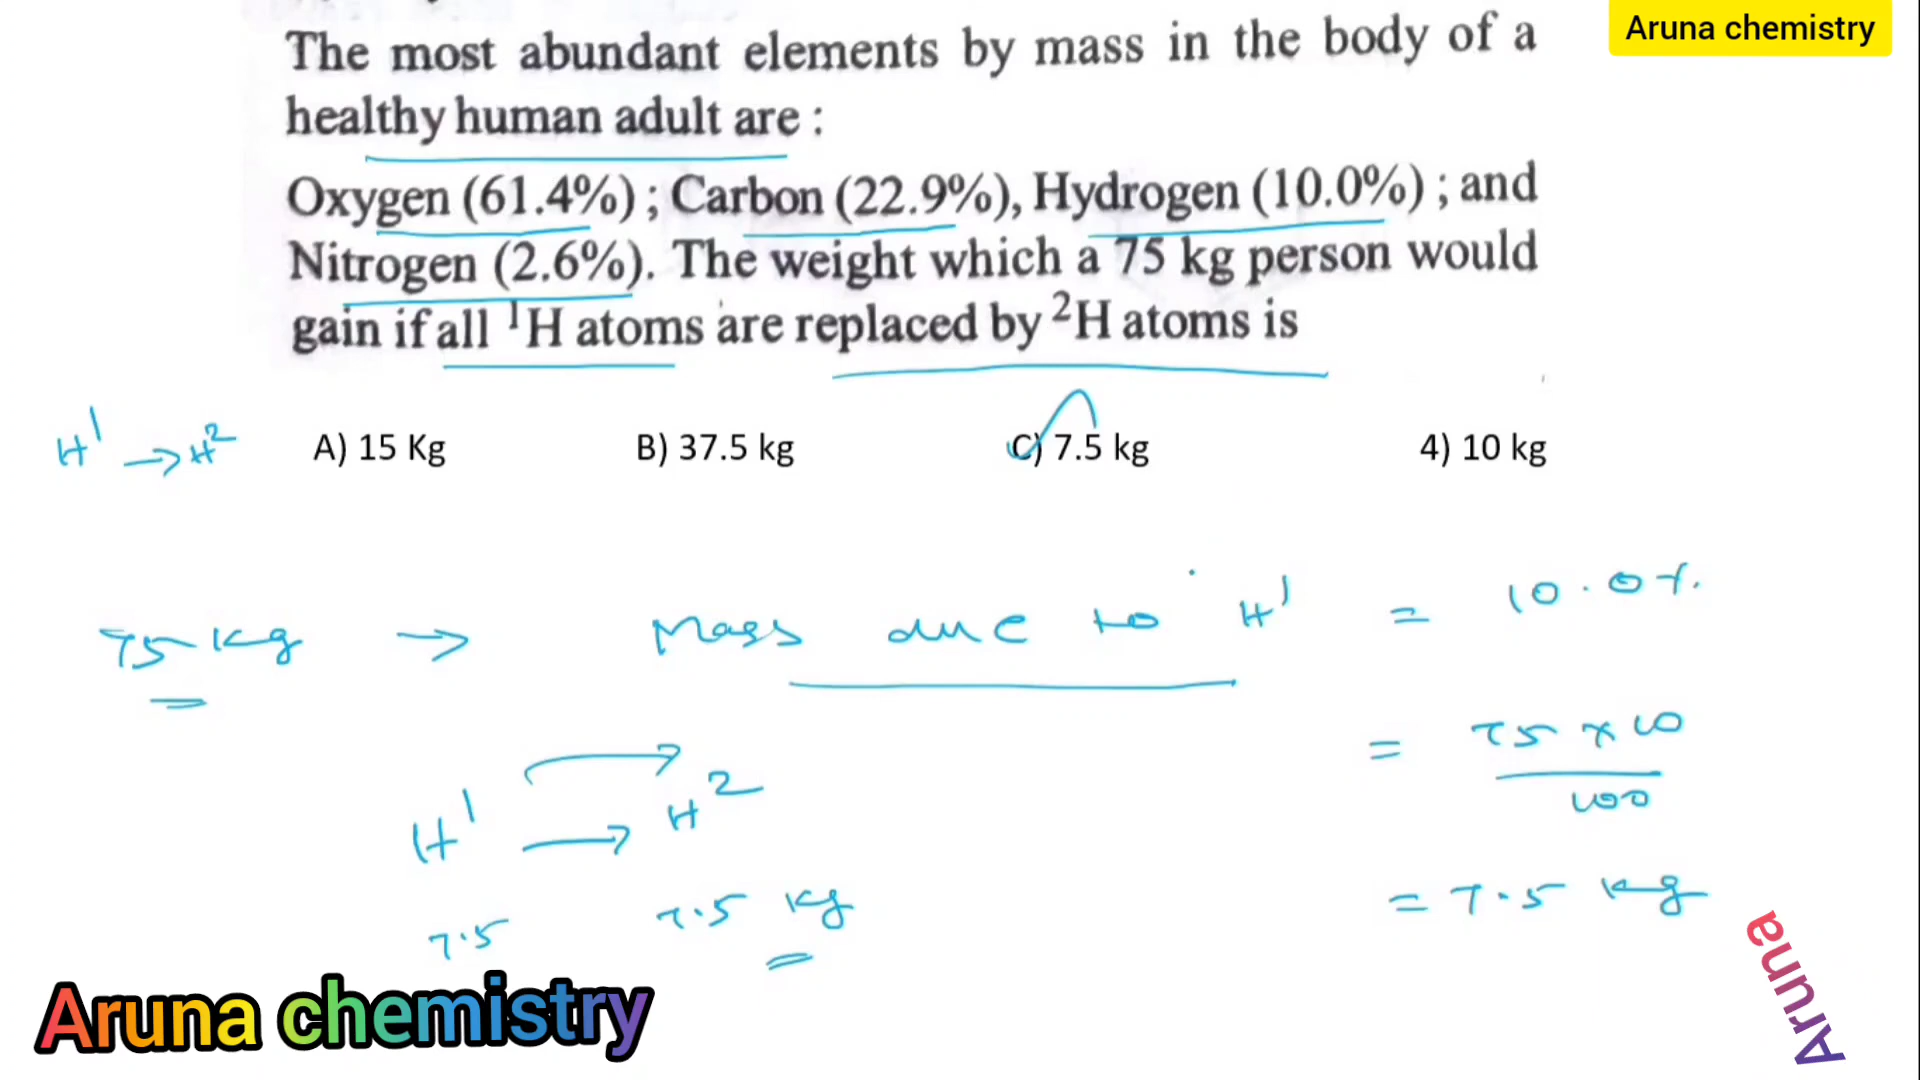 Aruna chemistry
The most abundant elements by mass in the body of a
healthy human adult are :
Oxygen (61.4%) ; Carbon (22.9%), Hydrogen (10.0%) ; and
Nitrogen (2.6%). The weight which a 75 kg person would
gain if all ¹H atoms are replaced by ²H atoms is
H¹ → H²
A) 15 Kg B) 37.5 kg C) 7.5 kg 4) 10 kg
75 kg → Mass due to H¹ = 10.0%
= 75 × 10
100
H¹ → H²
7.5 7.5 kg
= 7.5 kg
Aruna chemistry
Aruna